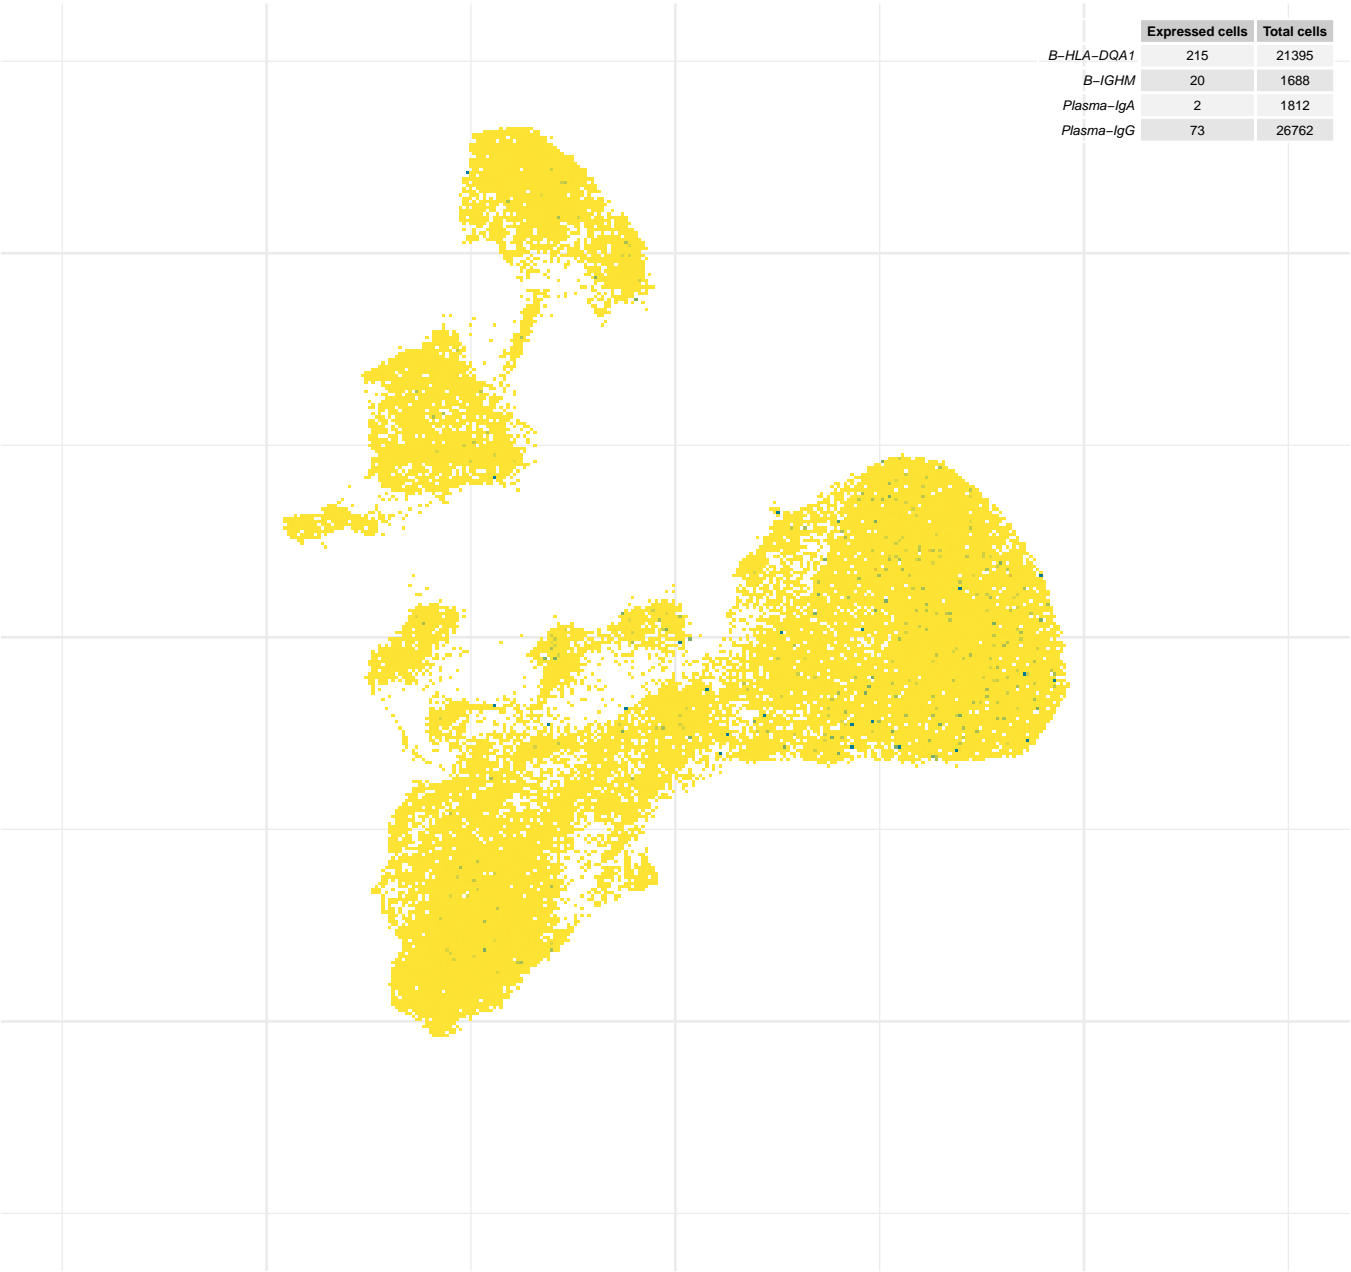 Expressed cells Total cells
B−HLA−DQA1 215 21395
B−IGHM 20 1688
Plasma−IgA 2 1812
Plasma−IgG 73 26762